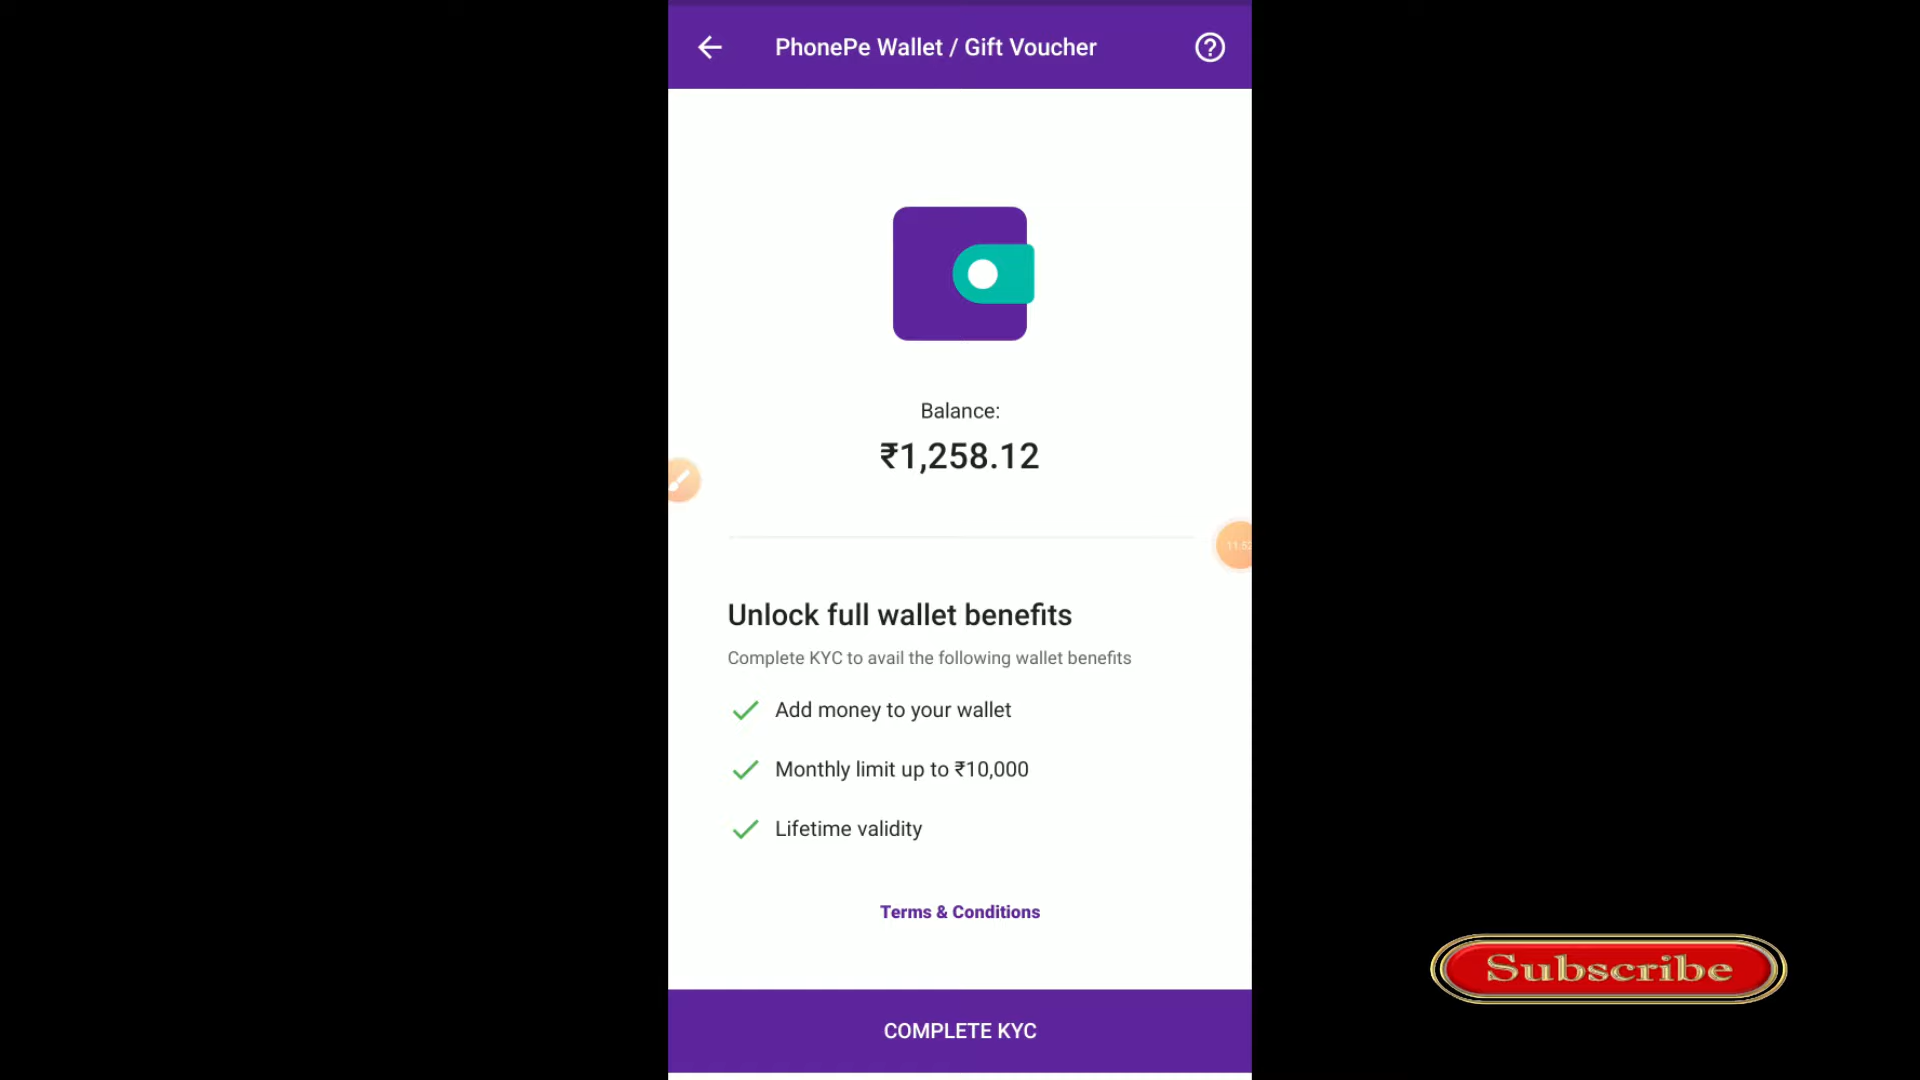 PhonePe Wallet / Gift Voucher
Balance:
₹1,258.12
Unlock full wallet benefits
Complete KYC to avail the following wallet benefits
Add money to your wallet
Monthly limit up to ₹10,000
Lifetime validity
Terms & Conditions
COMPLETE KYC
Subscribe